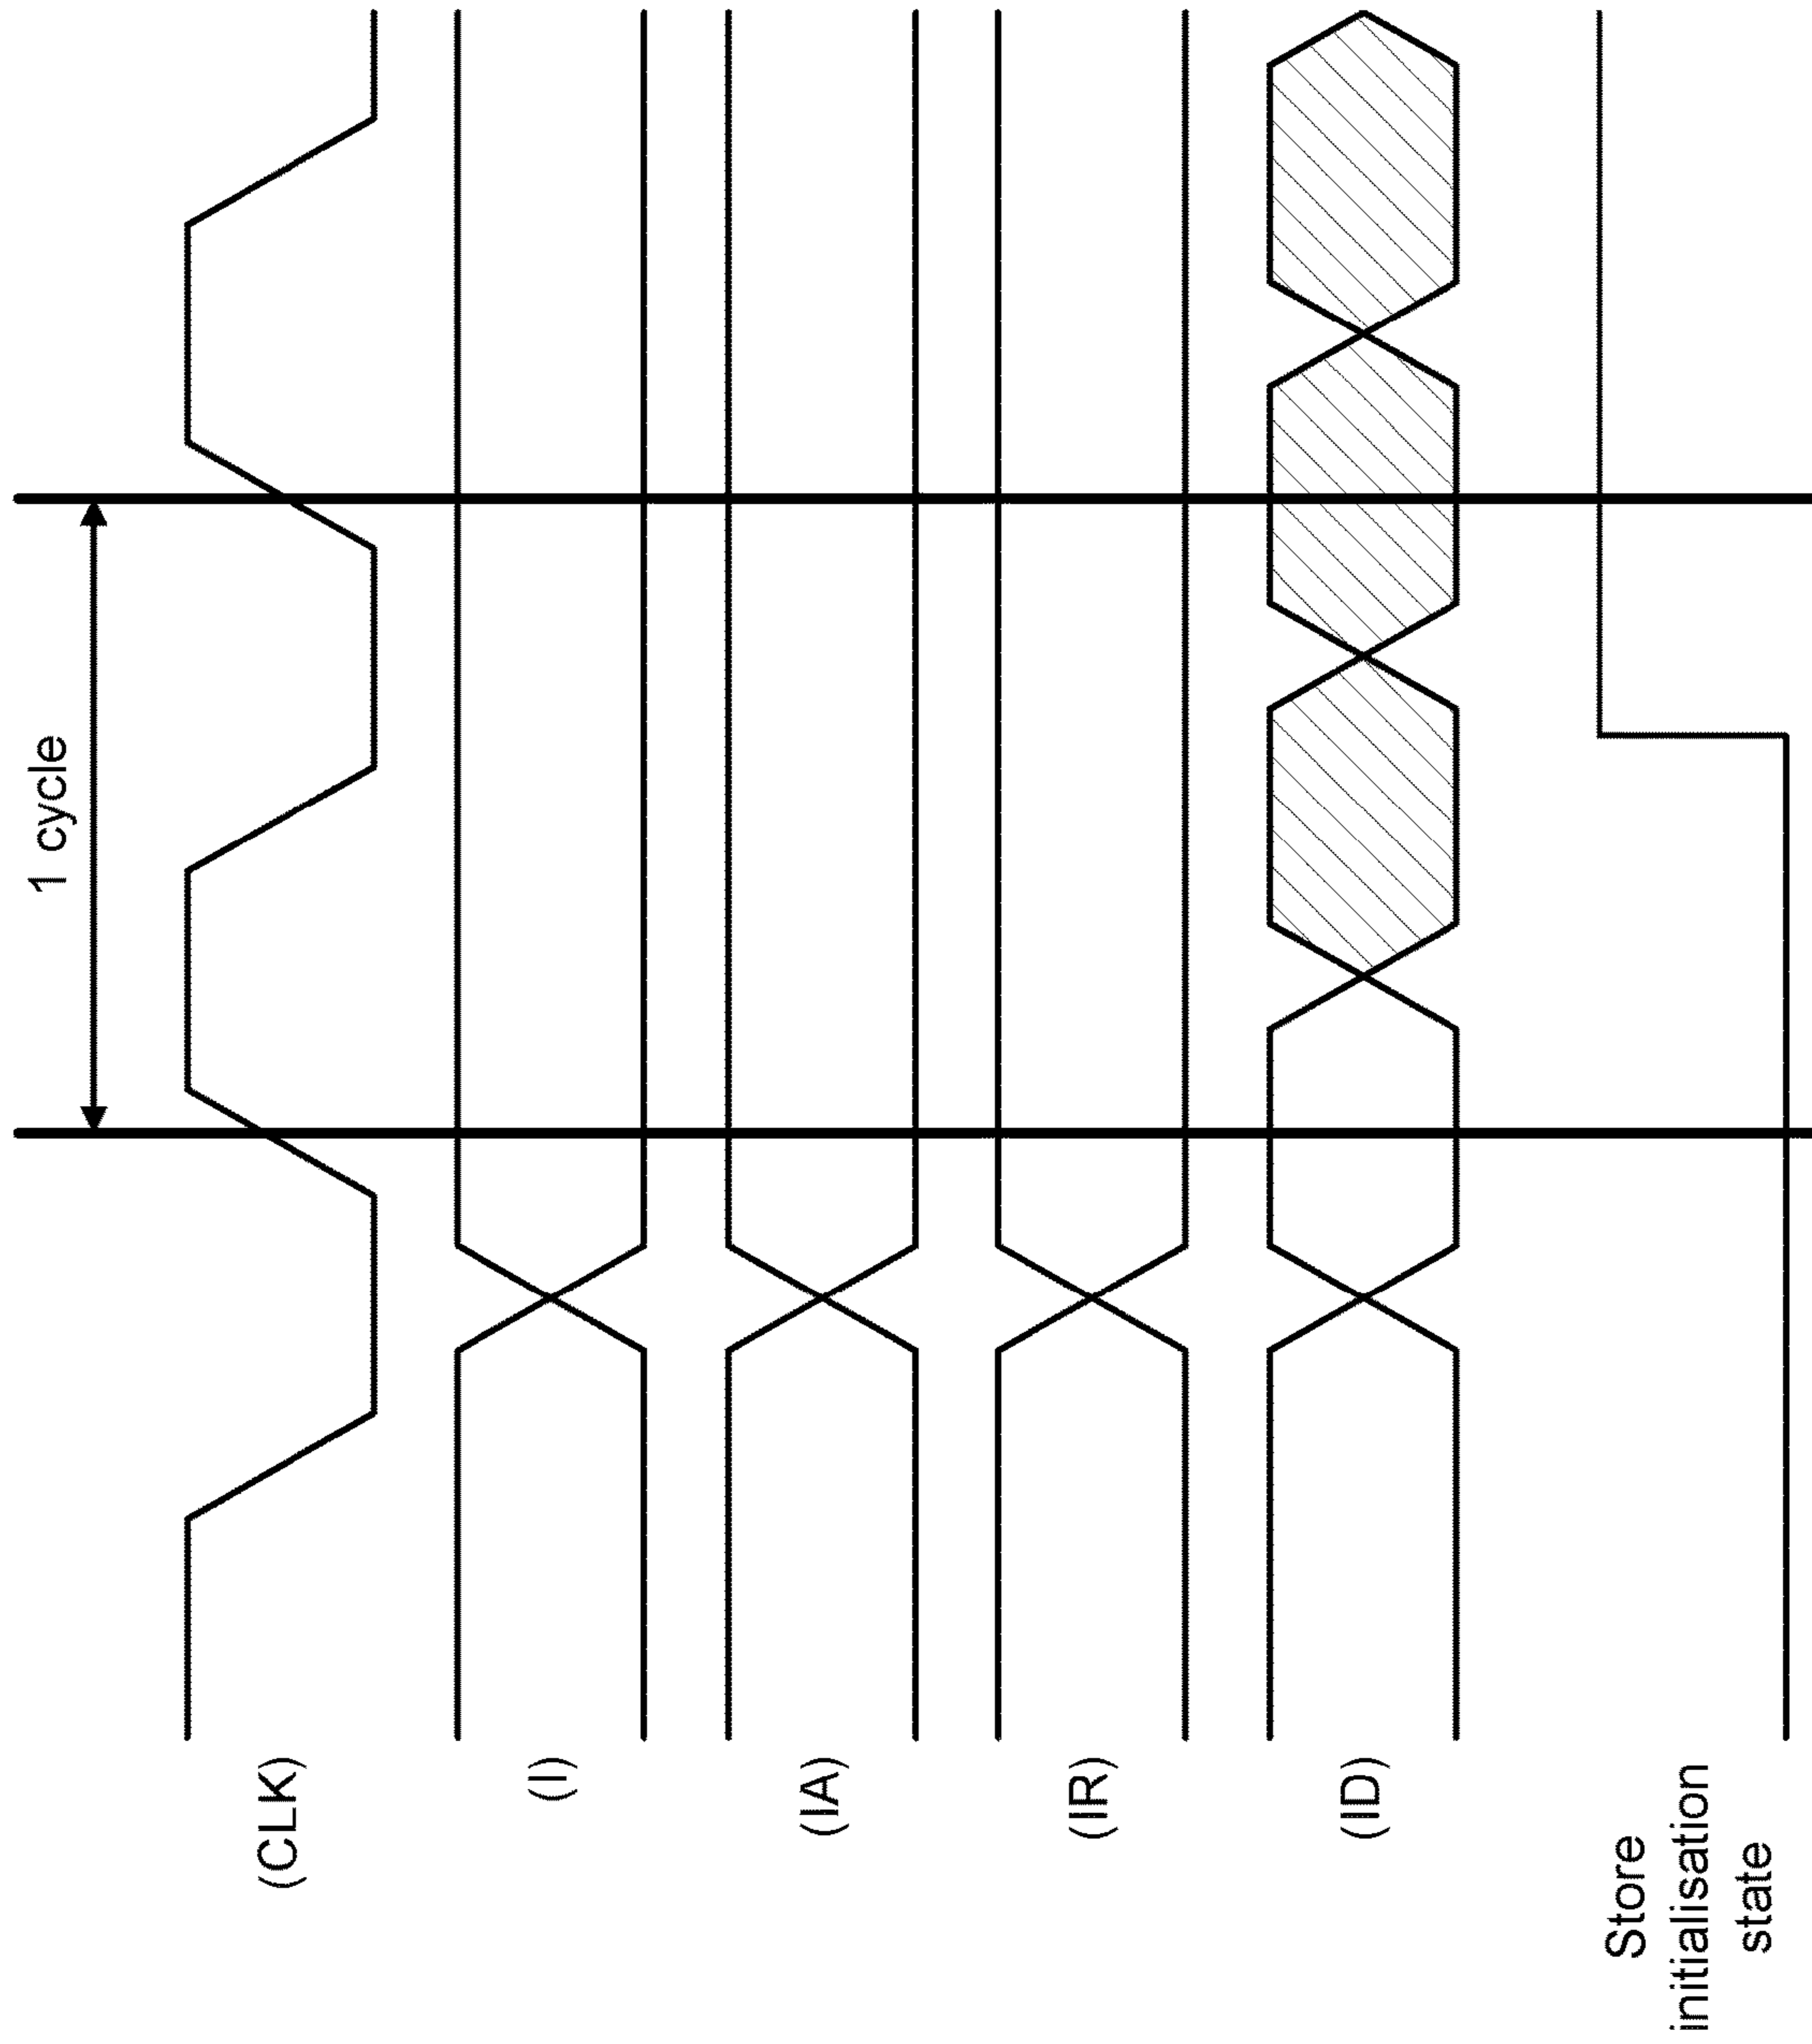 1 cycle
(CLK)
(I)
(IA)
(IR)
(ID)
Store
initialisation
state